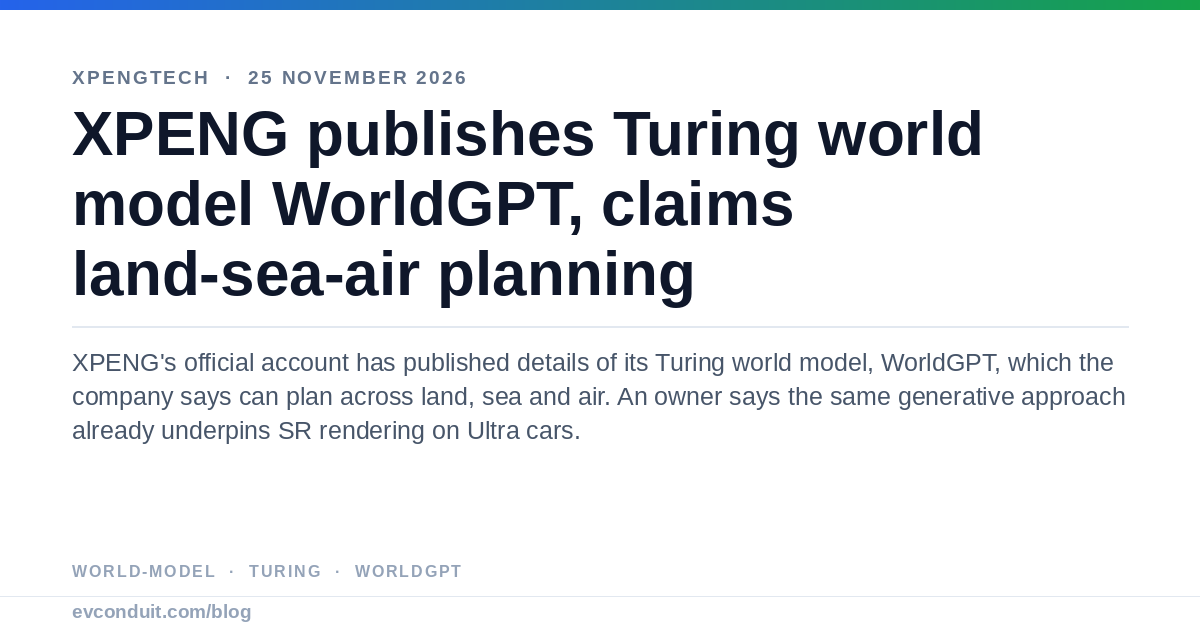 XPENGTECH · 25 NOVEMBER 2026
XPENG publishes Turing world
model WorldGPT, claims
land-sea-air planning
XPENG's official account has published details of its Turing world model, WorldGPT, which the
company says can plan across land, sea and air. An owner says the same generative approach
already underpins SR rendering on Ultra cars.
WORLD-MODEL · TURING · WORLDGPT
evconduit.com/blog